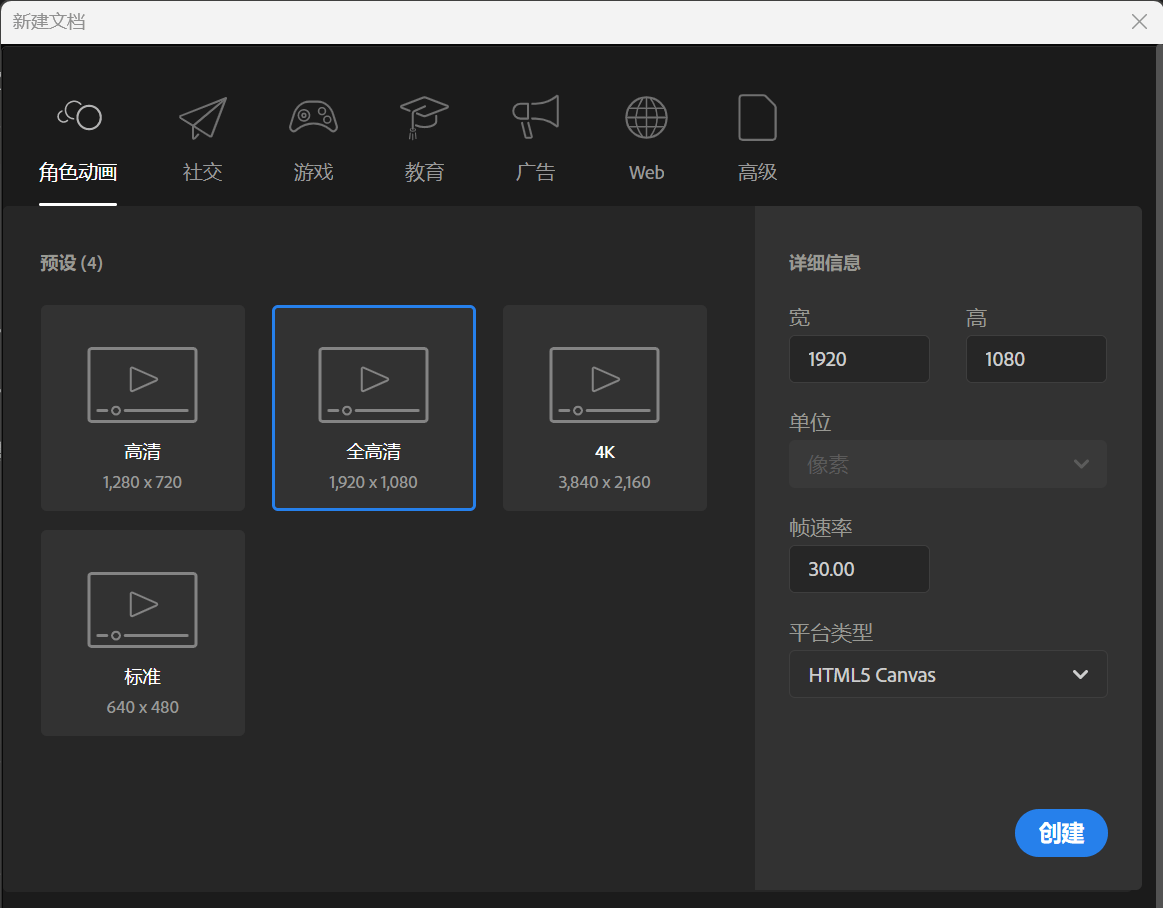 新建文档
角色动画 社交 游戏 教育 广告 Web 高级
预设 (4)
高清
1,280 x 720
全高清
1,920 x 1,080
4K
3,840 x 2,160
标准
640 x 480
详细信息
宽 高
1920 1080
单位
像素
帧速率
30.00
平台类型
HTML5 Canvas
创建